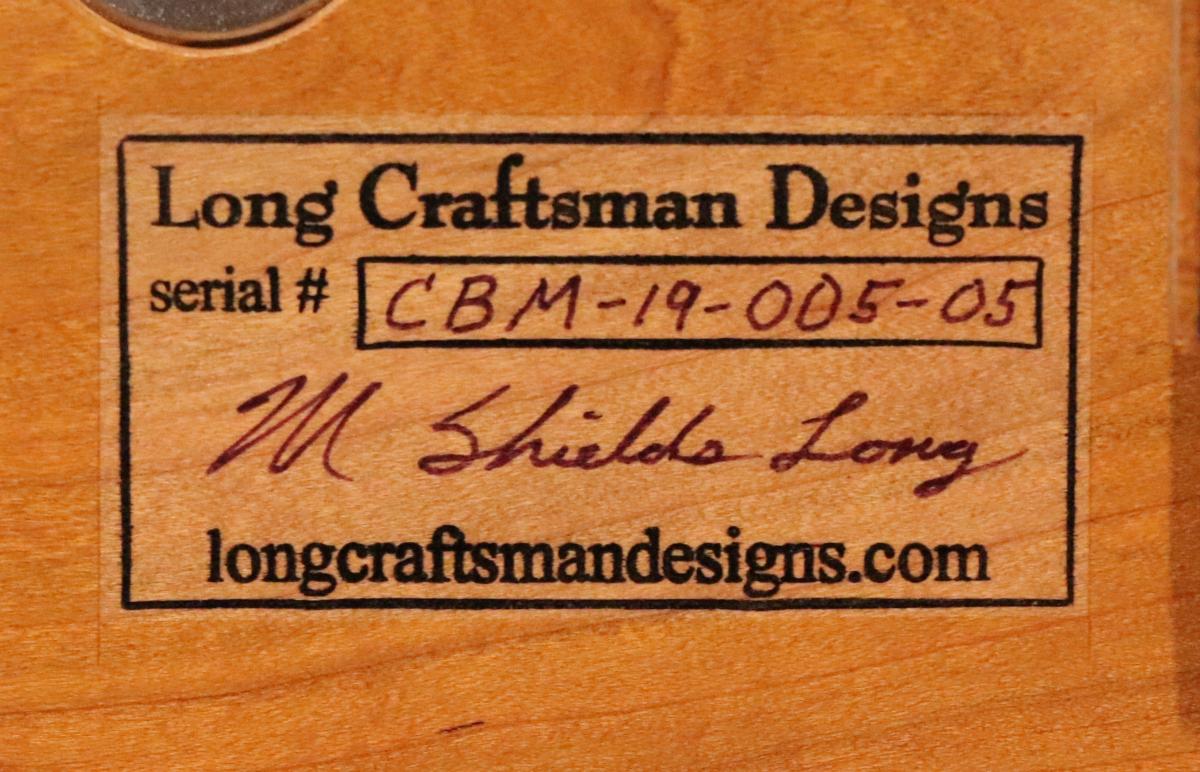 Long Craftsman Designs
serial # CBM-19-005-05
M Shields Long
longcraftsmandesigns.com